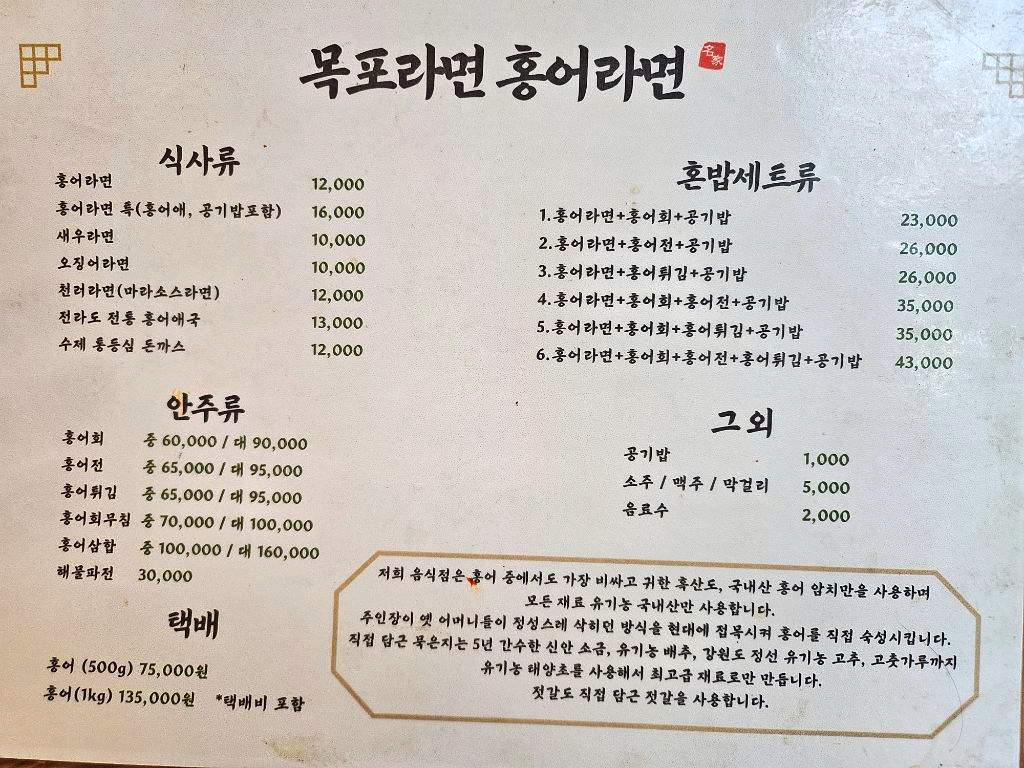 목포라면 홍어라면 名家
식사류
홍어라면 12,000
홍어라면 특(홍어애, 공기밥포함) 16,000
새우라면 10,000
오징어라면 10,000
천러라면(마라소스라면) 12,000
전라도 전통 홍어애국 13,000
수제 통등심 돈까스 12,000
안주류
홍어회 중 60,000 / 대 90,000
홍어전 중 65,000 / 대 95,000
홍어튀김 중 65,000 / 대 95,000
홍어회무침 중 70,000 / 대 100,000
홍어삼합 중 100,000 / 대 160,000
해물파전 30,000
택배
홍어 (500g) 75,000원
홍어(1kg) 135,000원 *택배비 포함
혼밥세트류
1.홍어라면+홍어회+공기밥 23,000
2.홍어라면+홍어전+공기밥 26,000
3.홍어라면+홍어튀김+공기밥 26,000
4.홍어라면+홍어회+홍어전+공기밥 35,000
5.홍어라면+홍어회+홍어튀김+공기밥 35,000
6.홍어라면+홍어회+홍어전+홍어튀김+공기밥 43,000
그 외
공기밥 1,000
소주 / 맥주 / 막걸리 5,000
음료수 2,000
저희 음식점은 홍어 중에서도 가장 비싸고 귀한 흑산도, 국내산 홍어 암치만을 사용하며
모든 재료 유기농 국내산만 사용합니다.
주인장이 옛 어머니들이 정성스레 삭히던 방식을 현대에 접목시켜 홍어를 직접 숙성시킵니다.
직접 담근 묵은지는 5년 간수한 신안 소금, 유기농 배추, 강원도 정선 유기농 고추, 고춧가루까지
유기농 태양초를 사용해서 최고급 재료로만 만듭니다.
젓갈도 직접 담근 젓갈을 사용합니다.